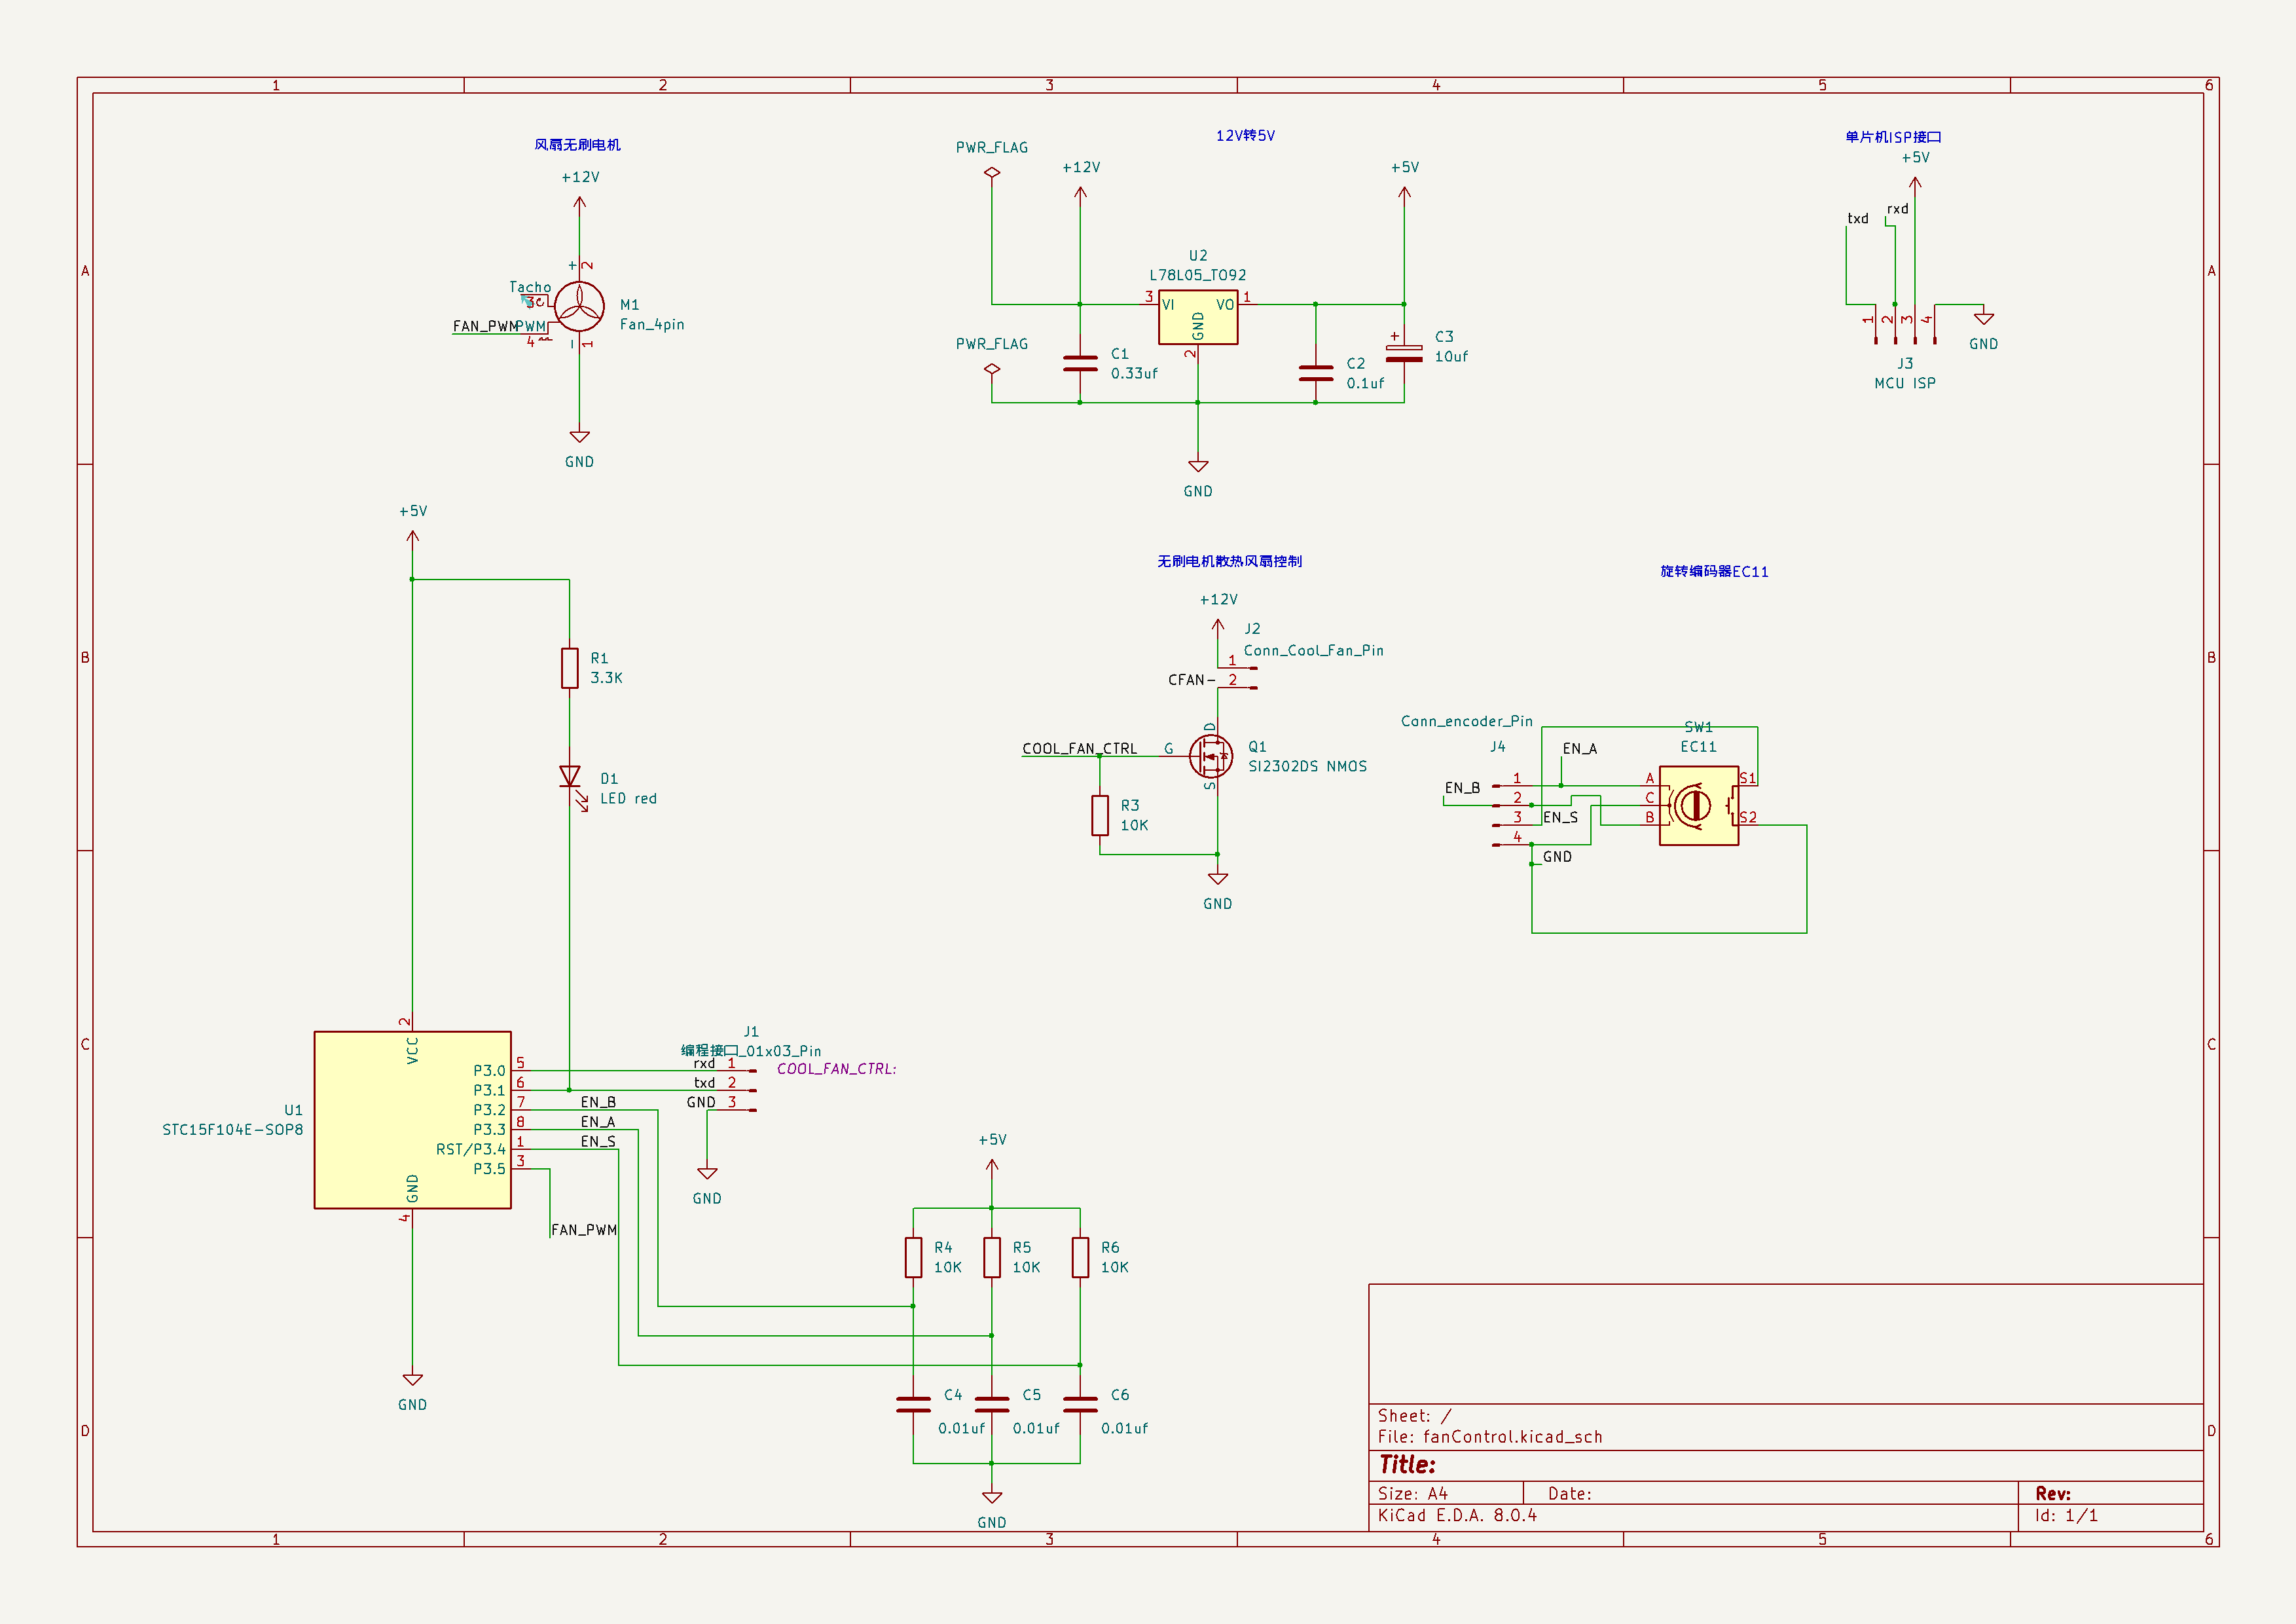 1 2 3 4 5 6
A
B
C
D
A
B
C
D
1 2 3 4 5 6
风扇无刷电机
+12V
+ 2
Tacho
3
FAN_PWM
PWM
4
- 1
M1
Fan_4pin
GND
12V转5V
PWR_FLAG
+12V
+5V
U2
L78L05_TO92
3 VI
VO 1
GND
2
PWR_FLAG
C1
0.33uf
C2
0.1uf
+
C3
10uf
GND
单片机ISP接口
+5V
txd
rxd
1 2 3 4
J3
MCU ISP
GND
+5V
R1
3.3K
D1
LED red
2
VCC
U1
STC15F104E-SOP8
P3.0 5
P3.1 6
P3.2 7
P3.3 8
RST/P3.4 1
P3.5 3
GND
4
GND
EN_B
EN_A
EN_S
FAN_PWM
J1
编程接口_01x03_Pin
rxd 1
txd 2
GND 3
COOL_FAN_CTRL:
GND
无刷电机散热风扇控制
+12V
J2
Conn_Cool_Fan_Pin
1
CFAN- 2
COOL_FAN_CTRL
G
D
S
Q1
SI2302DS NMOS
R3
10K
GND
旋转编码器EC11
Conn_encoder_Pin
J4
EN_B
1
2
3
4
EN_A
EN_S
GND
SW1
EC11
A
C
B
S1
S2
+5V
R4
10K
R5
10K
R6
10K
C4
0.01uf
C5
0.01uf
C6
0.01uf
GND
Sheet: /
File: fanControl.kicad_sch
Title:
Size: A4
Date:
Rev:
KiCad E.D.A. 8.0.4
Id: 1/1